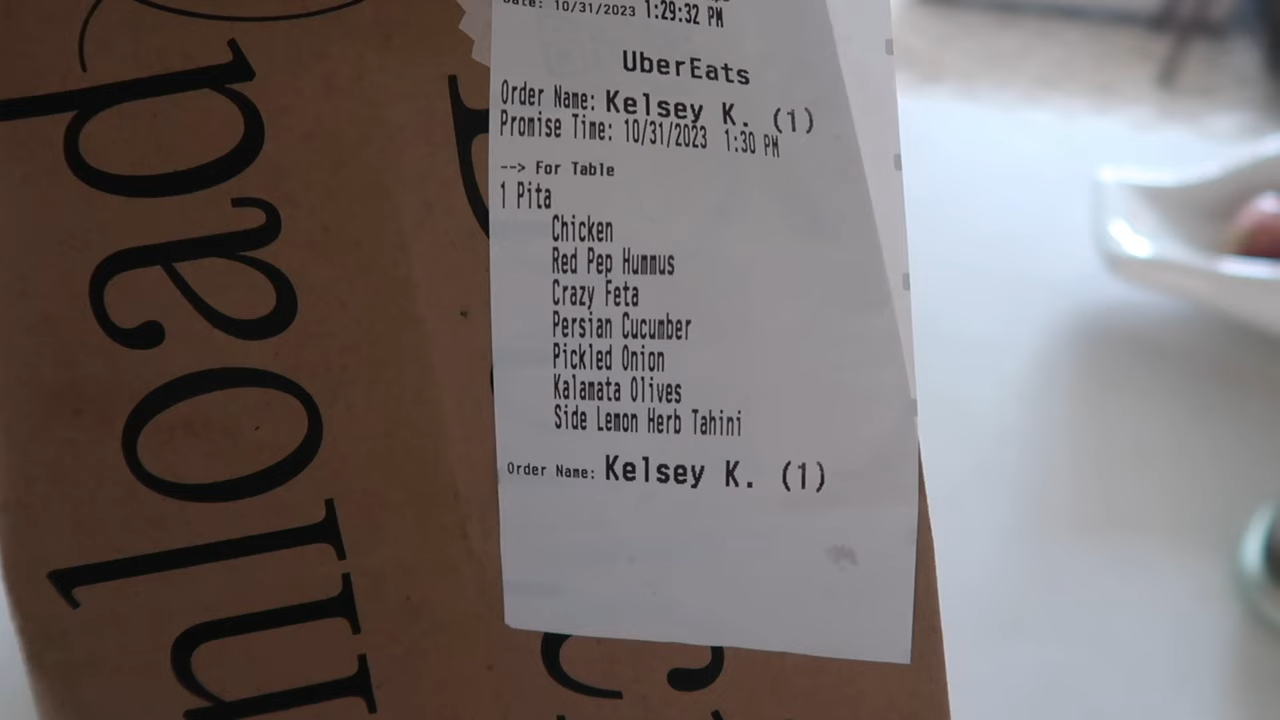 Date: 10/31/2023 1:29:32 PM
UberEats
Order Name: Kelsey K. (1)
Promise Time: 10/31/2023 1:30 PM
--> For Table
1 Pita
Chicken
Red Pep Hummus
Crazy Feta
Persian Cucumber
Pickled Onion
Kalamata Olives
Side Lemon Herb Tahini
Order Name: Kelsey K. (1)